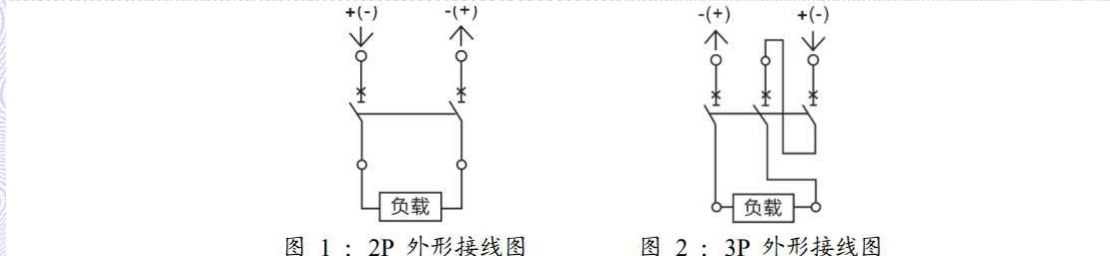 +(-) -(+) -(+) +(-)
负载 负载
图 1 : 2P 外形接线图 图 2 : 3P 外形接线图